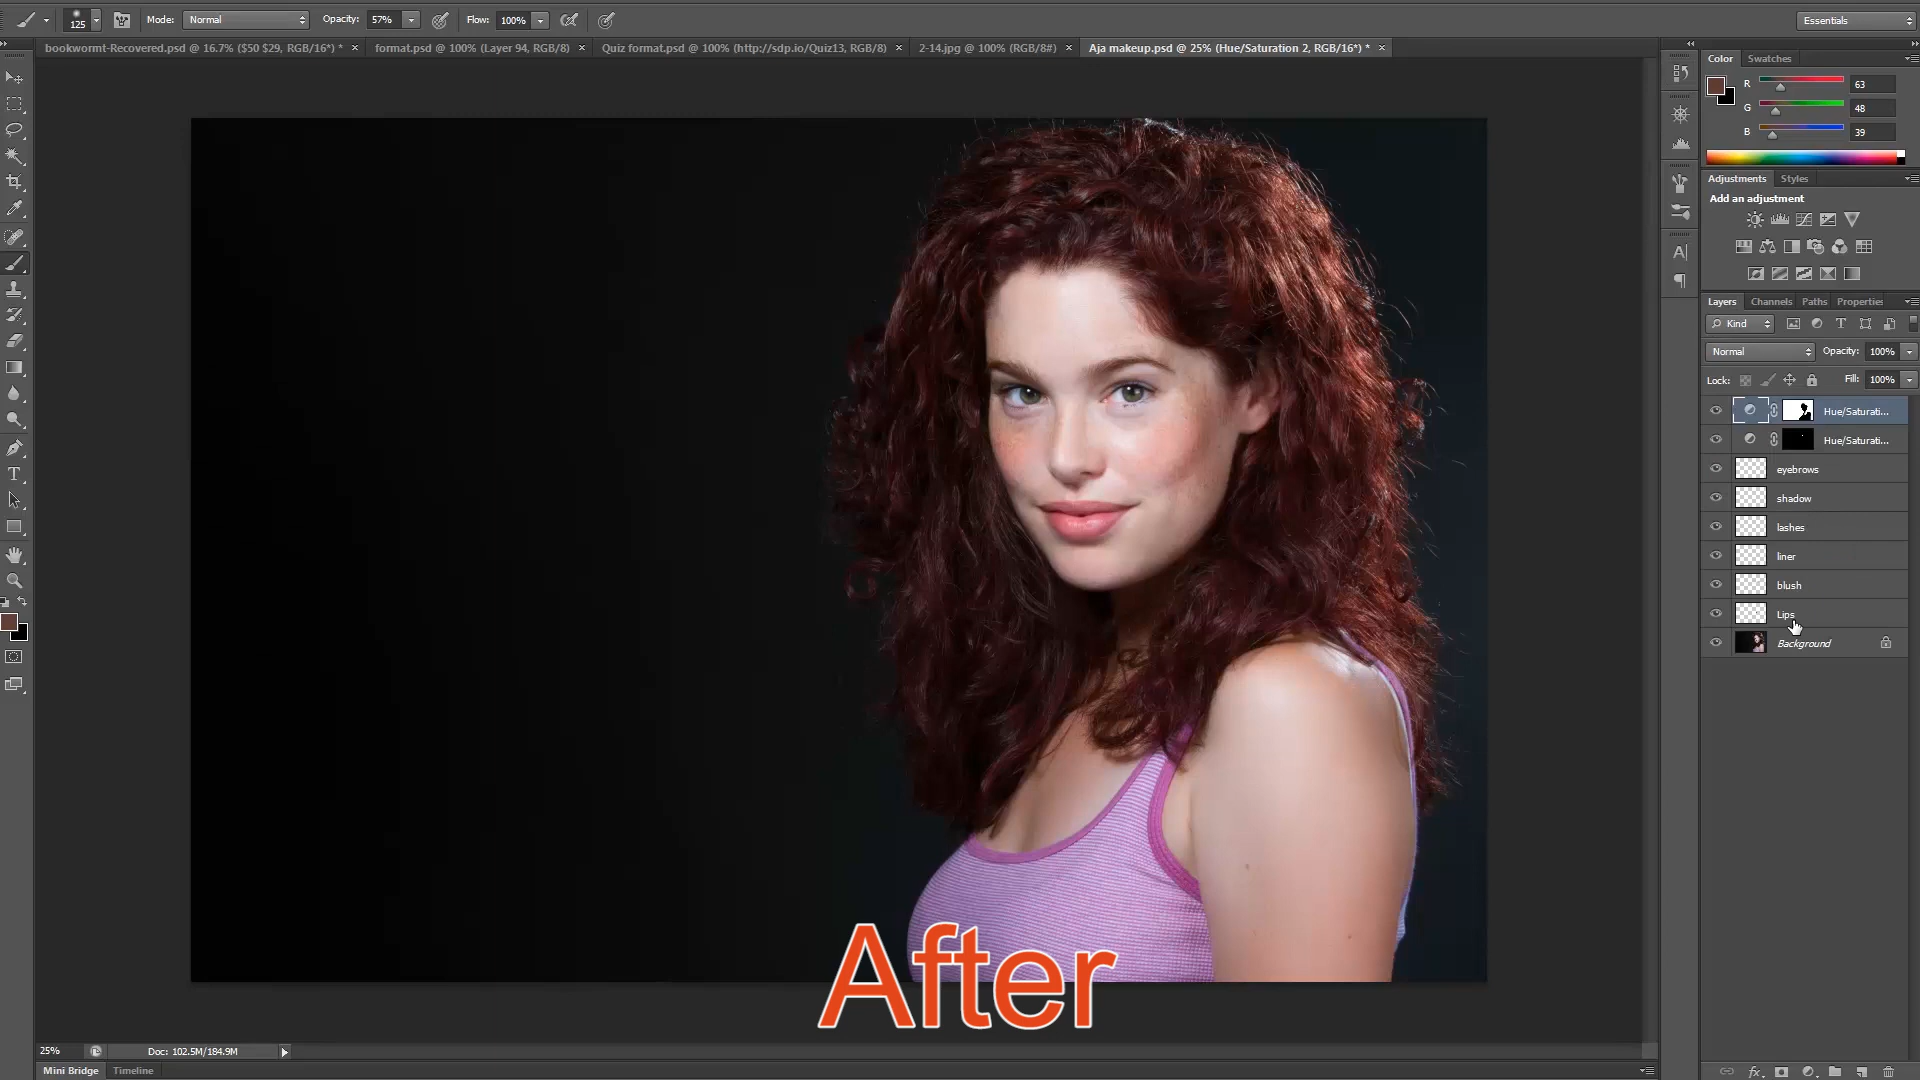 125 Mode: Normal Opacity: 57% Flow: 100% Essentials
bookwormt-Recovered.psd @ 16.7% ($50 $29, RGB/16*) * × format.psd @ 100% (Layer 94, RGB/8) × Quiz format.psd @ 100% (http://sdp.io/Quiz13, RGB/8) × 2-14.jpg @ 100% (RGB/8#) × Aja makeup.psd @ 25% (Hue/Saturation 2, RGB/16*) * ×
Color Swatches
R 63
G 48
B 39
Adjustments Styles
Add an adjustment
Layers Channels Paths Properties
Kind
Normal Opacity: 100%
Lock: Fill: 100%
Hue/Saturati...
Hue/Saturati...
eyebrows
shadow
lashes
liner
blush
Lips
Background
After
25% Doc: 102.5M/184.9M
Mini Bridge Timeline